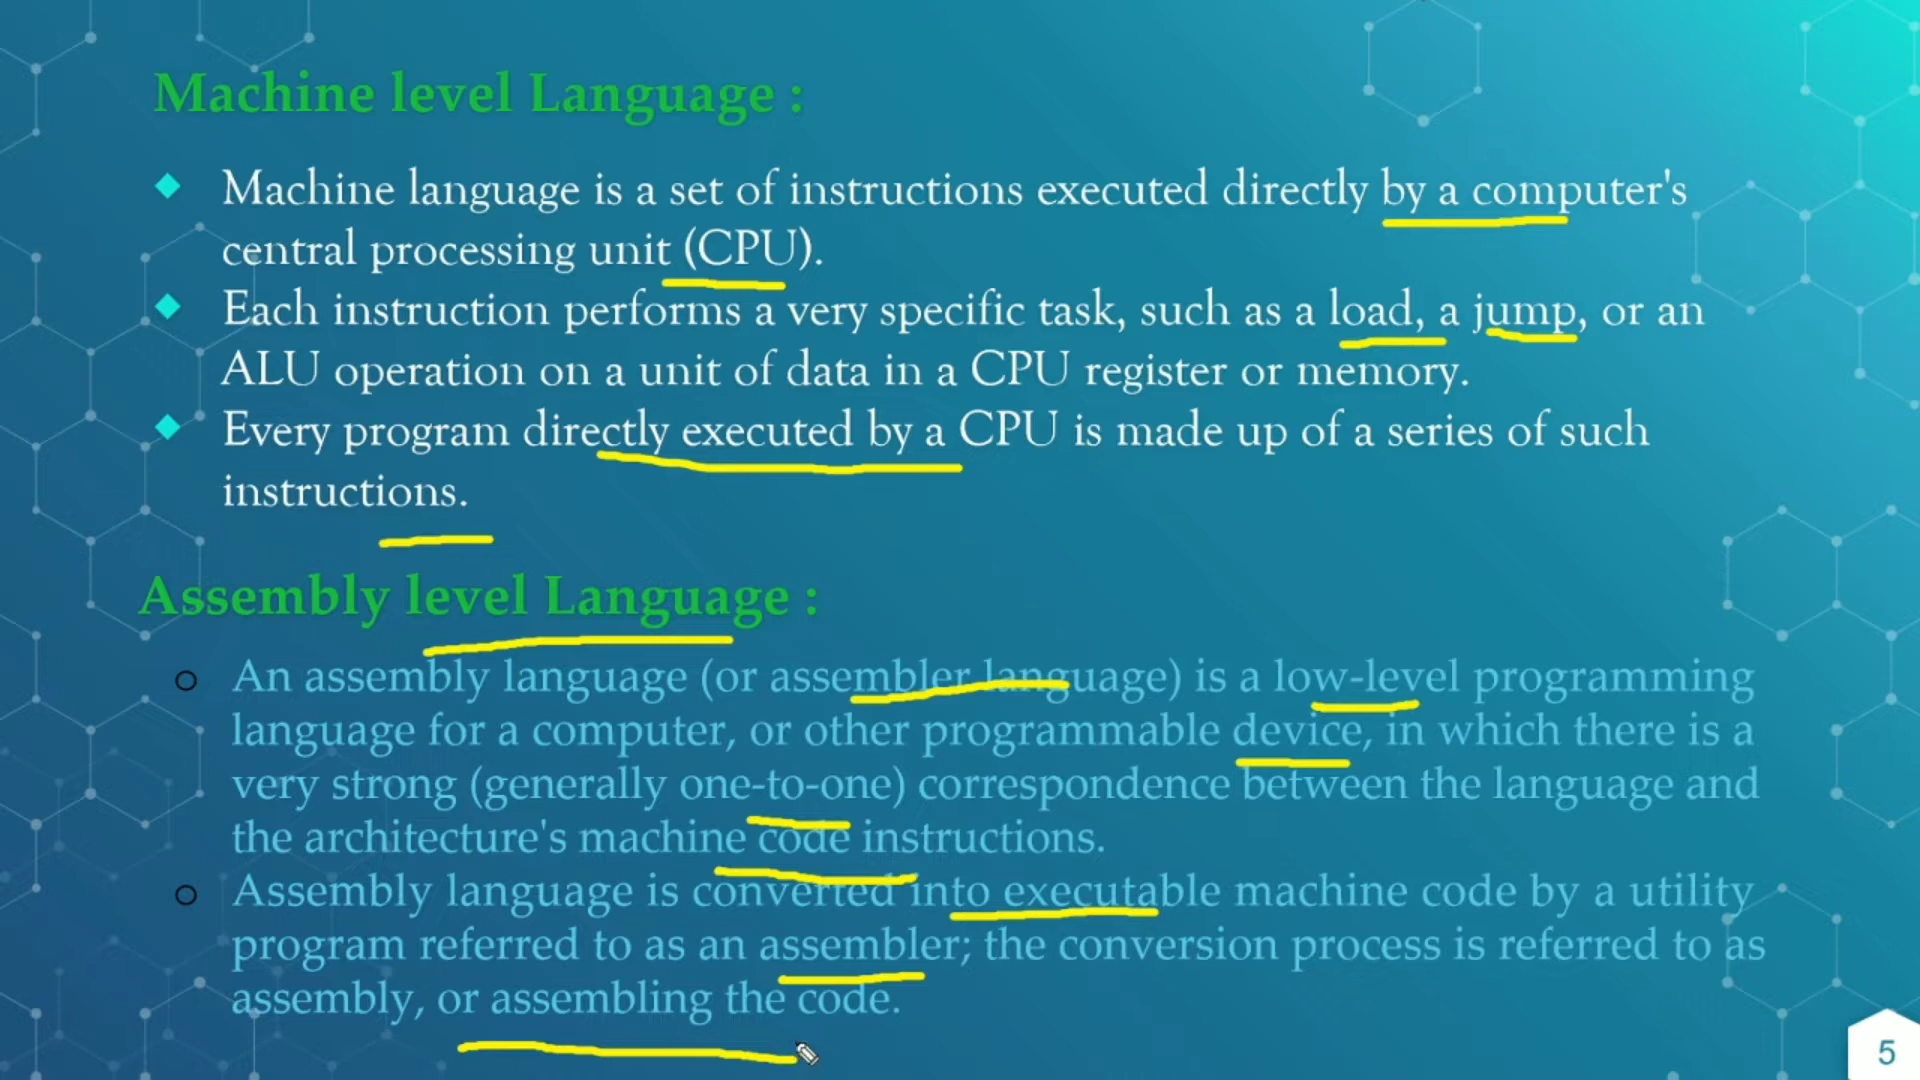 Machine level Language :
Machine language is a set of instructions executed directly by a computer's
central processing unit (CPU).
Each instruction performs a very specific task, such as a load, a jump, or an
ALU operation on a unit of data in a CPU register or memory.
Every program directly executed by a CPU is made up of a series of such
instructions.
Assembly level Language :
An assembly language (or assembler language) is a low-level programming
language for a computer, or other programmable device, in which there is a
very strong (generally one-to-one) correspondence between the language and
the architecture's machine code instructions.
Assembly language is converted into executable machine code by a utility
program referred to as an assembler; the conversion process is referred to as
assembly, or assembling the code.
5